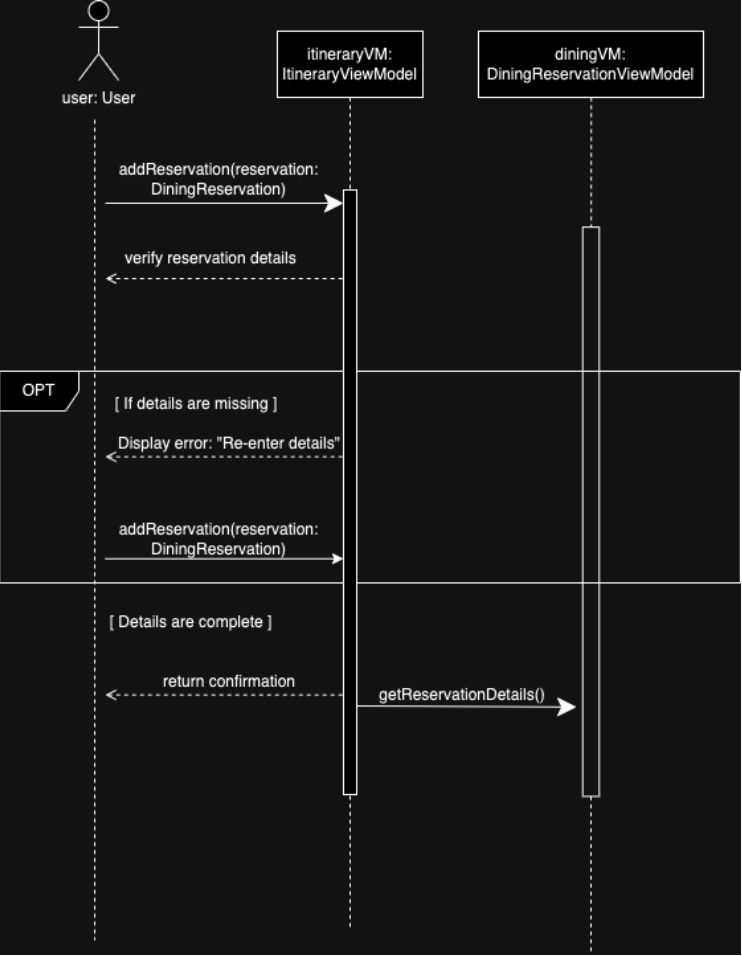 user: User
itineraryVM:
ItineraryViewModel
diningVM:
DiningReservationViewModel
addReservation(reservation:
DiningReservation)
verify reservation details
OPT
[ If details are missing ]
Display error: "Re-enter details"
addReservation(reservation:
DiningReservation)
[ Details are complete ]
return confirmation
getReservationDetails()